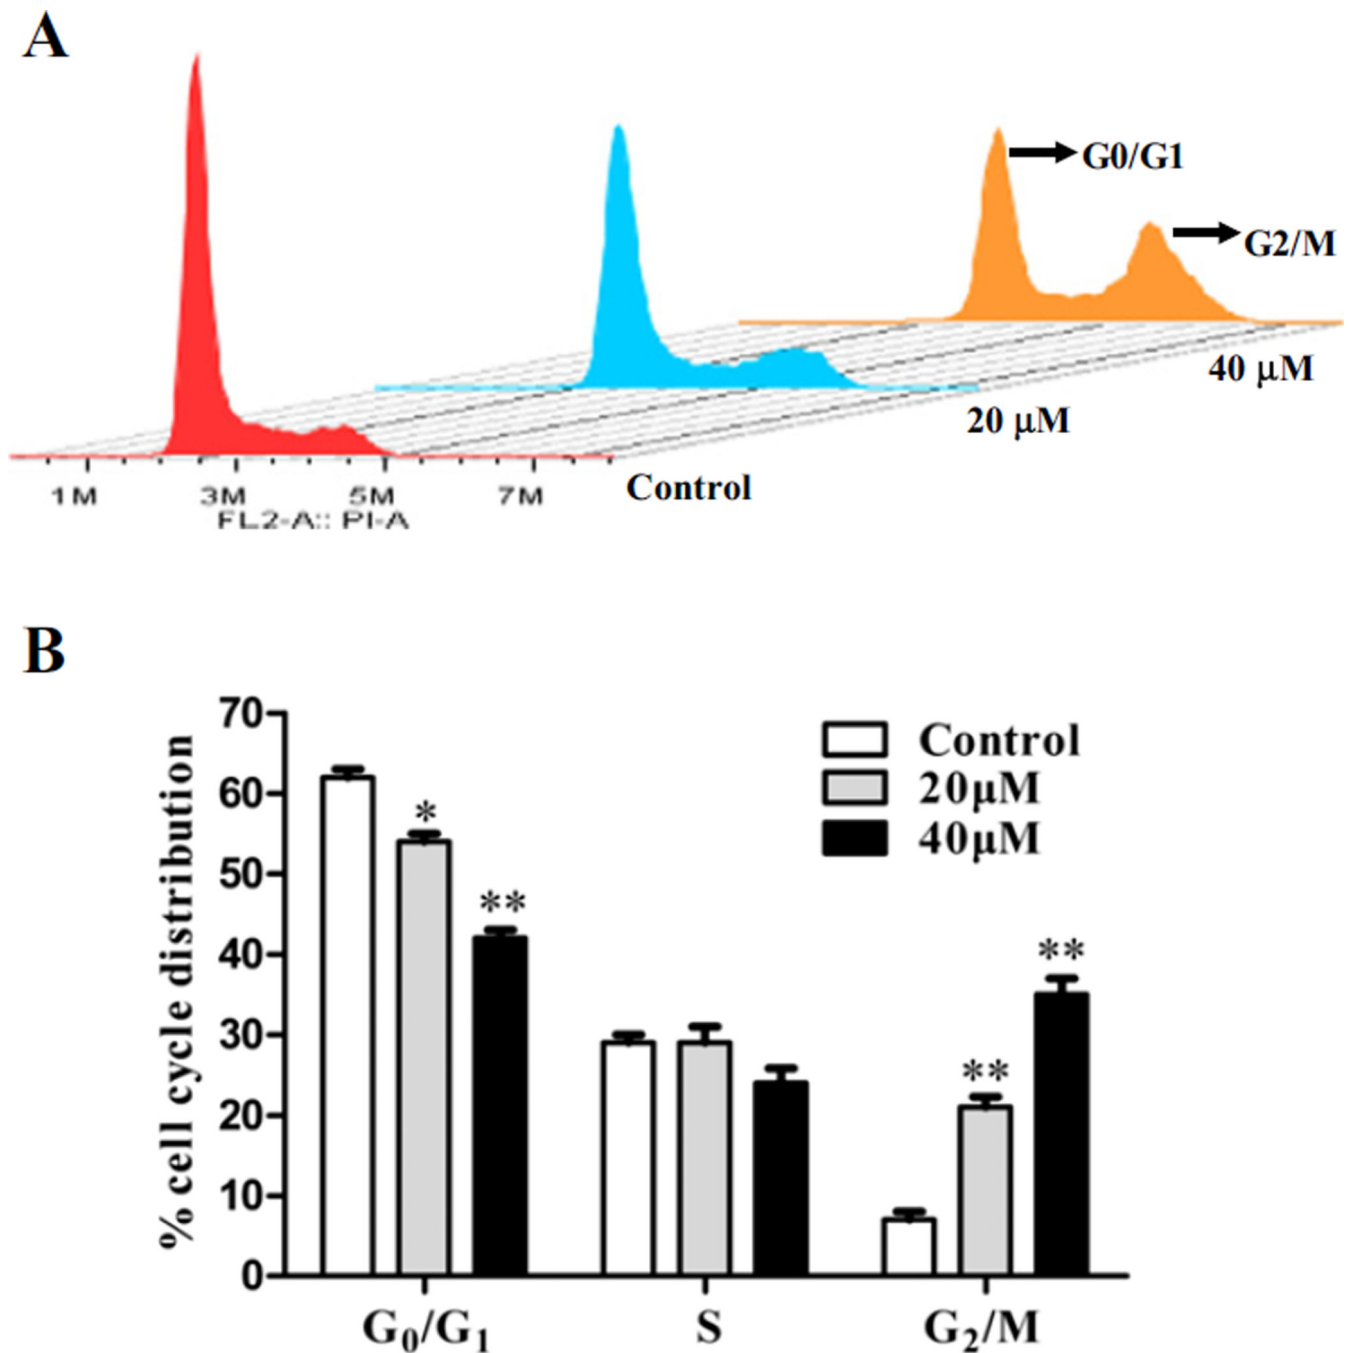 A
G0/G1
G2/M
40 μM
20 μM
Control
1M 3M 5M 7M
FL2-A:: PI-A
B
% cell cycle distribution
70
60
50
40
30
20
10
0
Control
20μM
40μM
*
**
**
**
G₀/G₁ S G₂/M